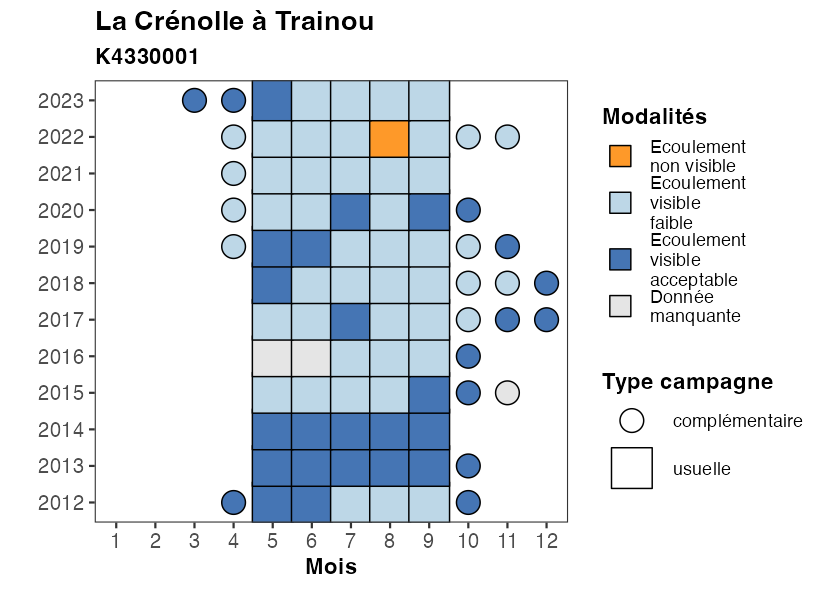 La Crénolle à Trainou
K4330001
2023
2022
2021
2020
2019
2018
2017
2016
2015
2014
2013
2012
1 2 3 4 5 6 7 8 9 10 11 12
Mois
Modalités
Ecoulement
non visible
Ecoulement
visible
faible
Ecoulement
visible
acceptable
Donnée
manquante
Type campagne
complémentaire
usuelle